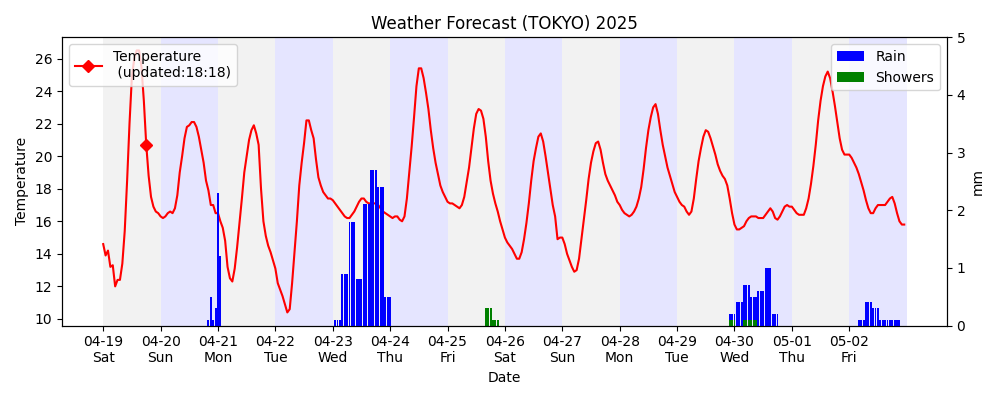 Weather Forecast (TOKYO) 2025
Temperature
(updated:18:18)
Rain
Showers
Temperature
26
24
22
20
18
16
14
12
10
5
4
3
2
1
0
mm
04-19 04-20 04-21 04-22 04-23 04-24 04-25 04-26 04-27 04-28 04-29 04-30 05-01 05-02
Sat Sun Mon Tue Wed Thu Fri Sat Sun Mon Tue Wed Thu Fri
Date